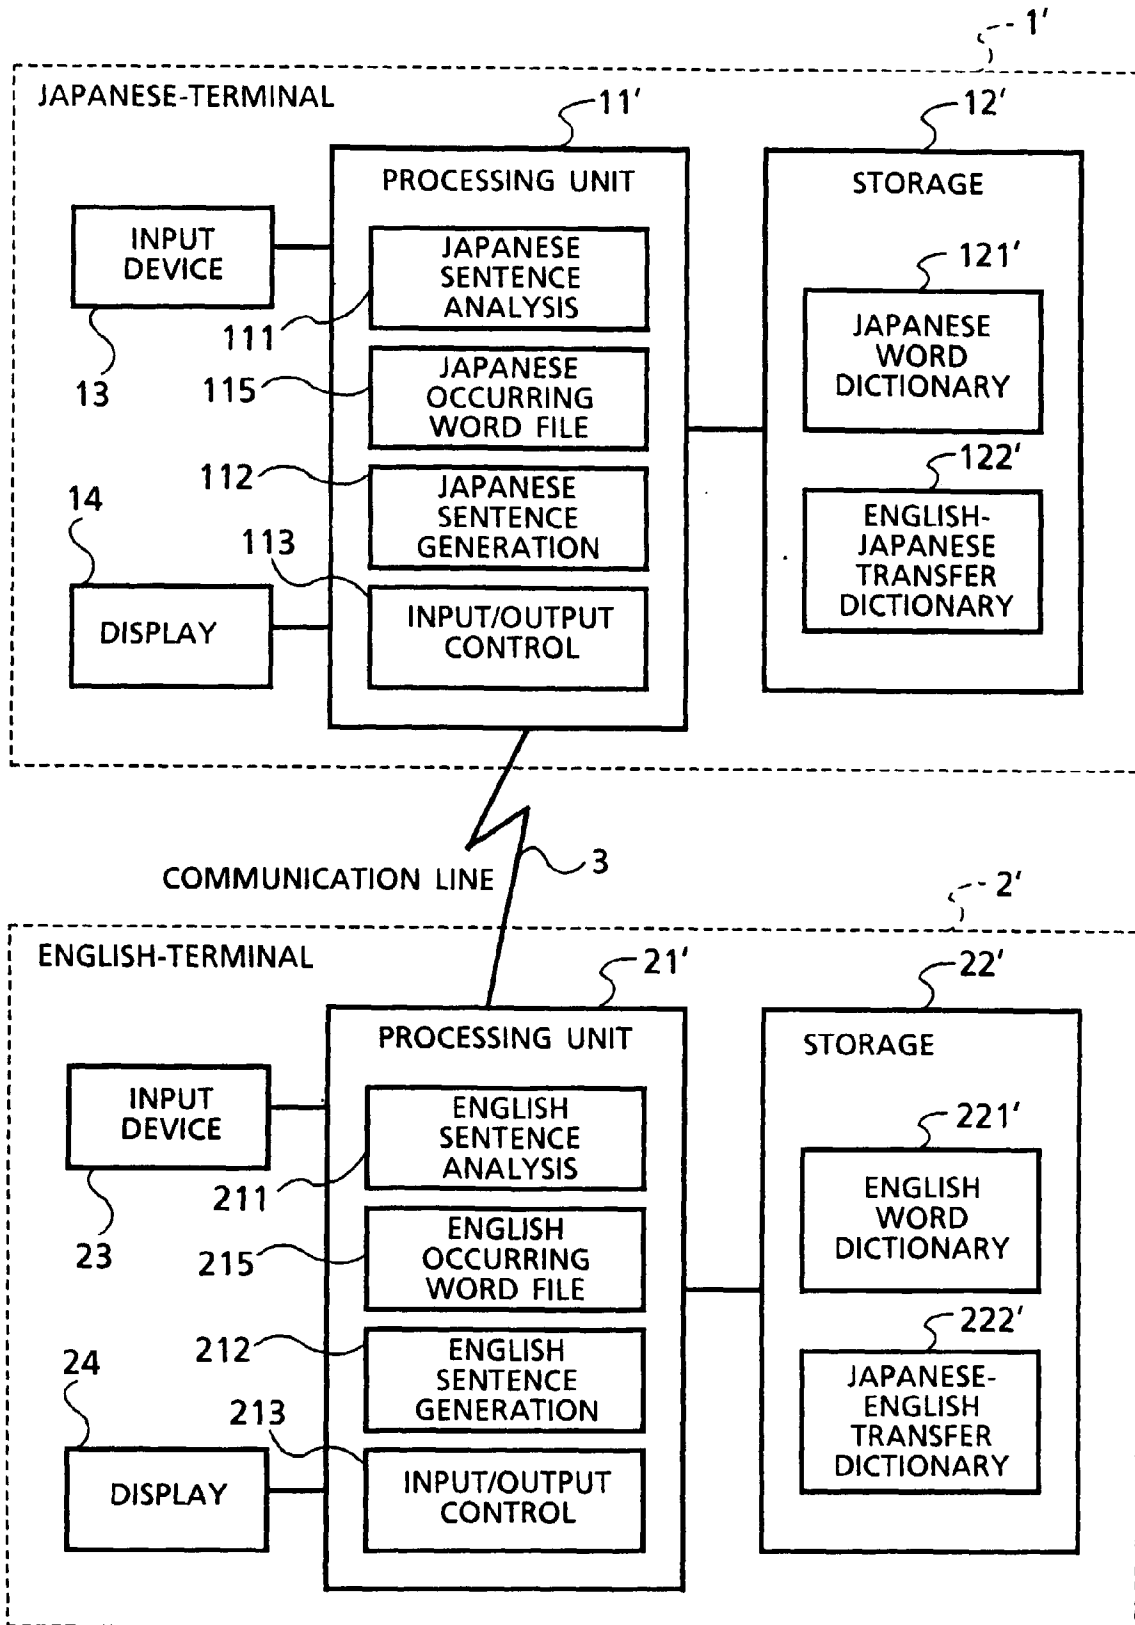 1'
JAPANESE-TERMINAL
11'
12'
PROCESSING UNIT
STORAGE
INPUT
DEVICE
13
JAPANESE
SENTENCE
ANALYSIS
111
121'
JAPANESE
WORD
DICTIONARY
115
JAPANESE
OCCURRING
WORD FILE
112
JAPANESE
SENTENCE
GENERATION
122'
ENGLISH-
JAPANESE
TRANSFER
DICTIONARY
14
113
DISPLAY
INPUT/OUTPUT
CONTROL
COMMUNICATION LINE
3
2'
ENGLISH-TERMINAL
21'
22'
PROCESSING UNIT
STORAGE
INPUT
DEVICE
23
ENGLISH
SENTENCE
ANALYSIS
211
221'
ENGLISH
WORD
DICTIONARY
215
ENGLISH
OCCURRING
WORD FILE
212
ENGLISH
SENTENCE
GENERATION
222'
JAPANESE-
ENGLISH
TRANSFER
DICTIONARY
24
213
DISPLAY
INPUT/OUTPUT
CONTROL